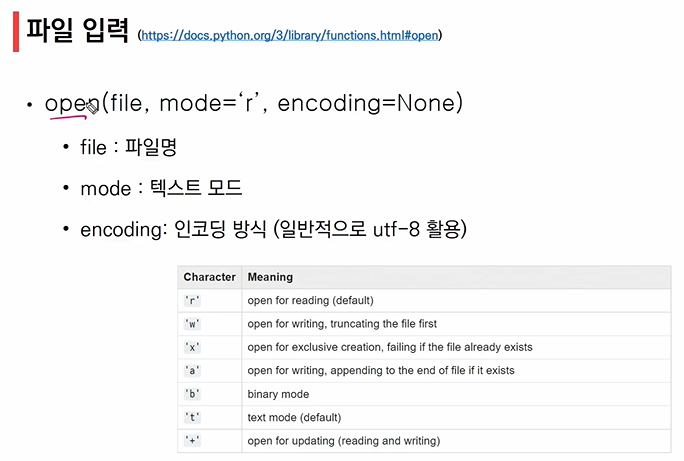 파일 입력 (https://docs.python.org/3/library/functions.html#open)
• open(file, mode=‘r’, encoding=None)
• file : 파일명
• mode : 텍스트 모드
• encoding: 인코딩 방식 (일반적으로 utf-8 활용)
Character Meaning
'r' open for reading (default)
'w' open for writing, truncating the file first
'x' open for exclusive creation, failing if the file already exists
'a' open for writing, appending to the end of file if it exists
'b' binary mode
't' text mode (default)
'+' open for updating (reading and writing)